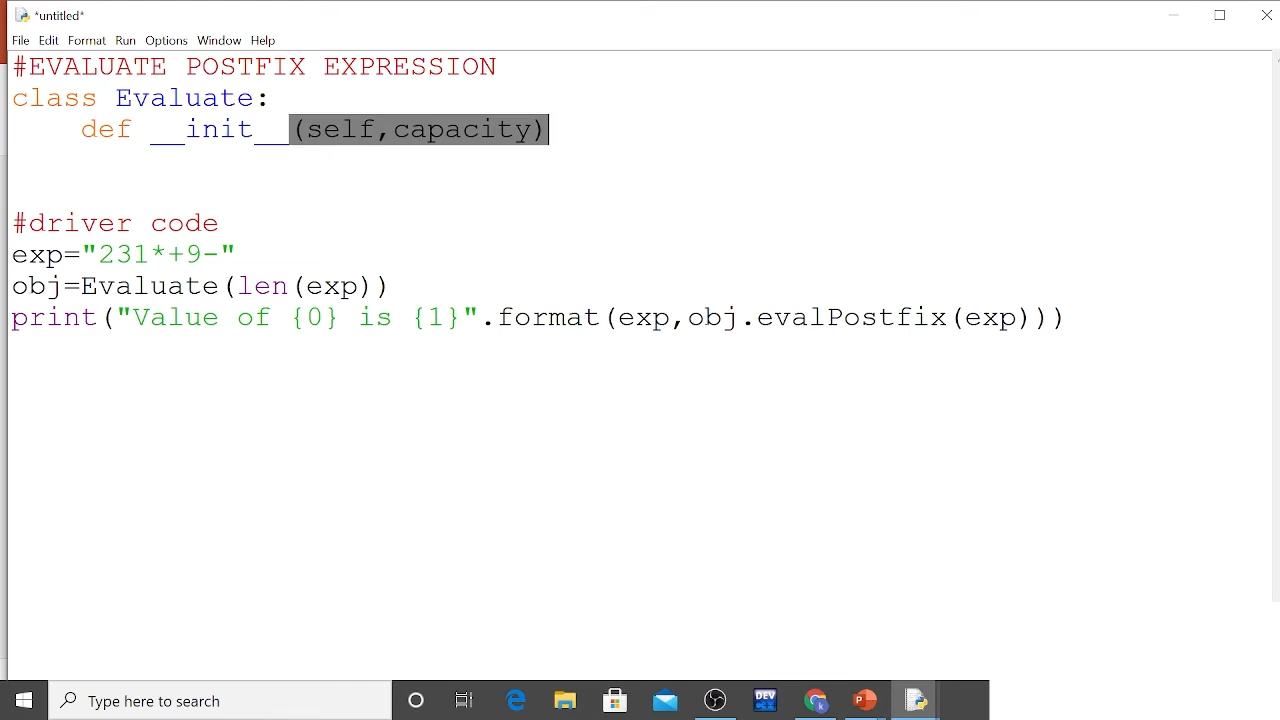 *untitled*
File Edit Format Run Options Window Help
#EVALUATE POSTFIX EXPRESSION
class Evaluate:
    def __init__(self,capacity)
#driver code
exp="231*+9-"
obj=Evaluate(len(exp))
print("Value of {0} is {1}".format(exp,obj.evalPostfix(exp)))
Type here to search
DEV
k
P